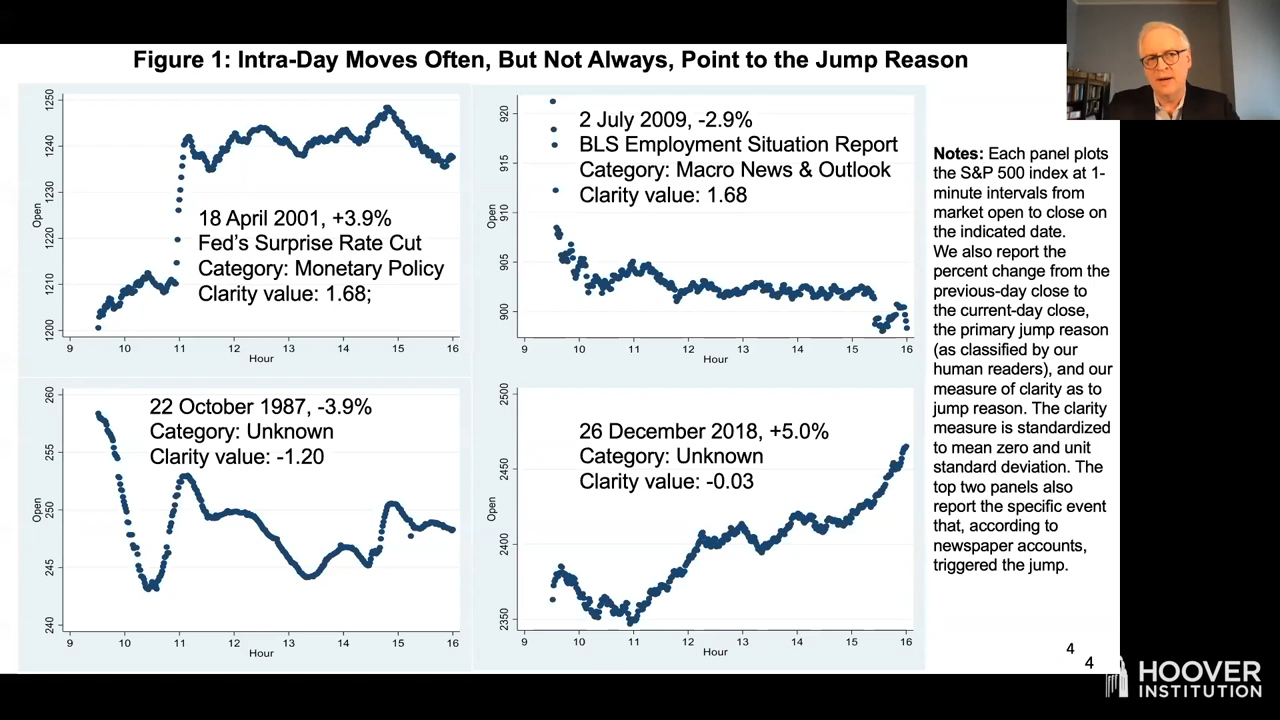 Figure 1: Intra-Day Moves Often, But Not Always, Point to the Jump Reason
1250
1240
1230
1220
1210
1200
Open
18 April 2001, +3.9%
Fed's Surprise Rate Cut
Category: Monetary Policy
Clarity value: 1.68;
9 10 11 12 13 14 15 16
Hour
920
915
910
905
900
Open
2 July 2009, -2.9%
BLS Employment Situation Report
Category: Macro News & Outlook
Clarity value: 1.68
9 10 11 12 13 14 15 16
Hour
260
255
250
245
240
Open
22 October 1987, -3.9%
Category: Unknown
Clarity value: -1.20
9 10 11 12 13 14 15 16
Hour
2500
2450
2400
2350
Open
26 December 2018, +5.0%
Category: Unknown
Clarity value: -0.03
9 10 11 12 13 14 15 16
Hour
Notes: Each panel plots
the S&P 500 index at 1-
minute intervals from
market open to close on
the indicated date.
We also report the
percent change from the
previous-day close to
the current-day close,
the primary jump reason
(as classified by our
human readers), and our
measure of clarity as to
jump reason. The clarity
measure is standardized
to mean zero and unit
standard deviation. The
top two panels also
report the specific event
that, according to
newspaper accounts,
triggered the jump.
4
4
HOOVER
INSTITUTION